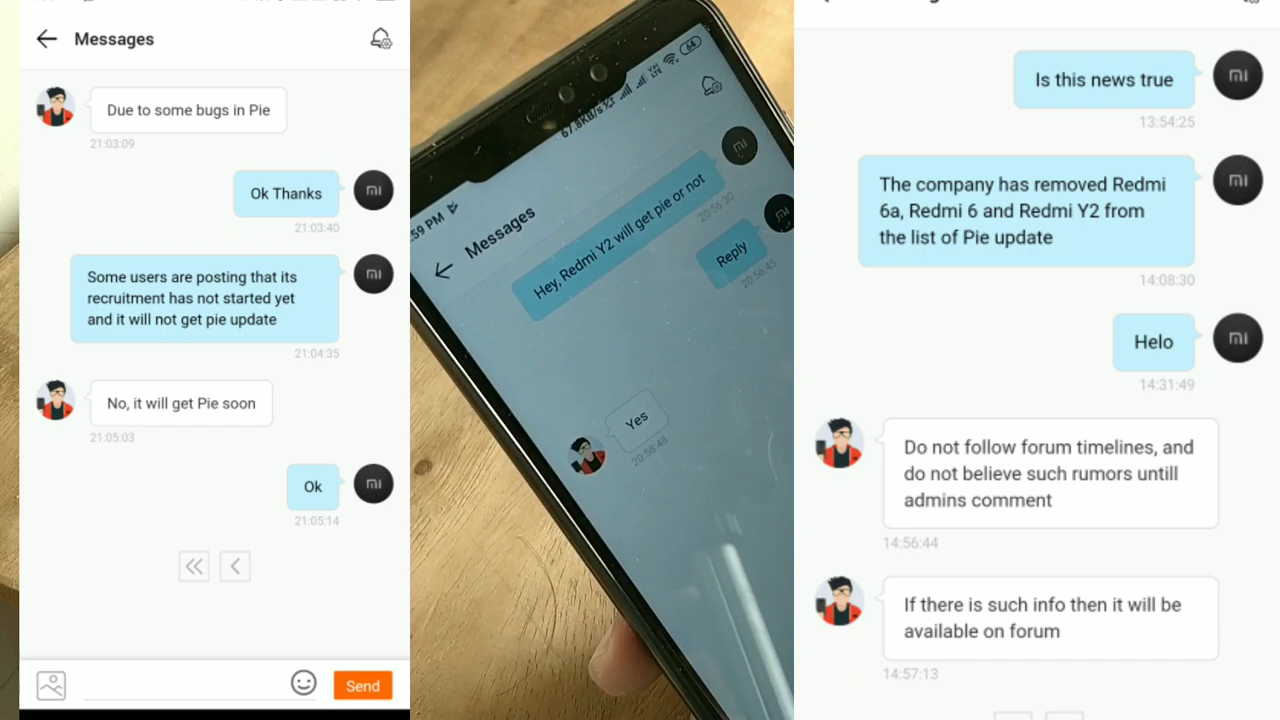 Messages
Due to some bugs in Pie
21:03:09
Ok Thanks
21:03:40
Some users are posting that its
recruitment has not started yet
and it will not get pie update
21:04:35
No, it will get Pie soon
21:05:03
Ok
21:05:14
Send
:59 PM
67.8KB/s
VoLTE
64
Messages
Hey, Redmi Y2 will get pie or not
20:56:30
Reply
20:56:45
Yes
20:58:48
Is this news true
13:54:25
The company has removed Redmi
6a, Redmi 6 and Redmi Y2 from
the list of Pie update
14:08:30
Helo
14:31:49
Do not follow forum timelines, and
do not believe such rumors untill
admins comment
14:56:44
If there is such info then it will be
available on forum
14:57:13